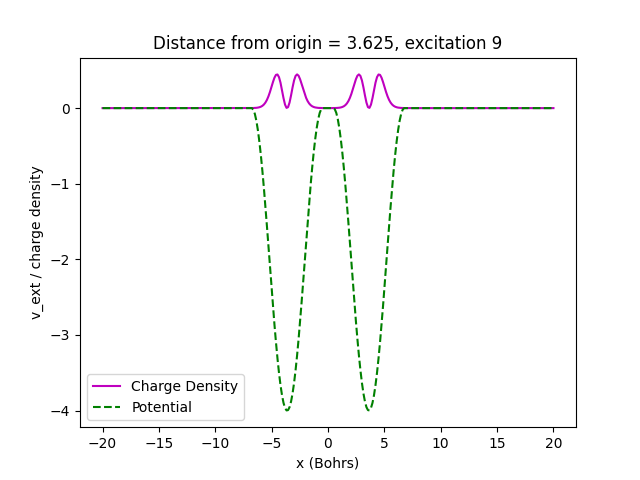 Distance from origin = 3.625, excitation 9
v_ext / charge density
0
−1
−2
−3
−4
Charge Density
Potential
−20
−15
−10
−5
0
5
10
15
20
x (Bohrs)